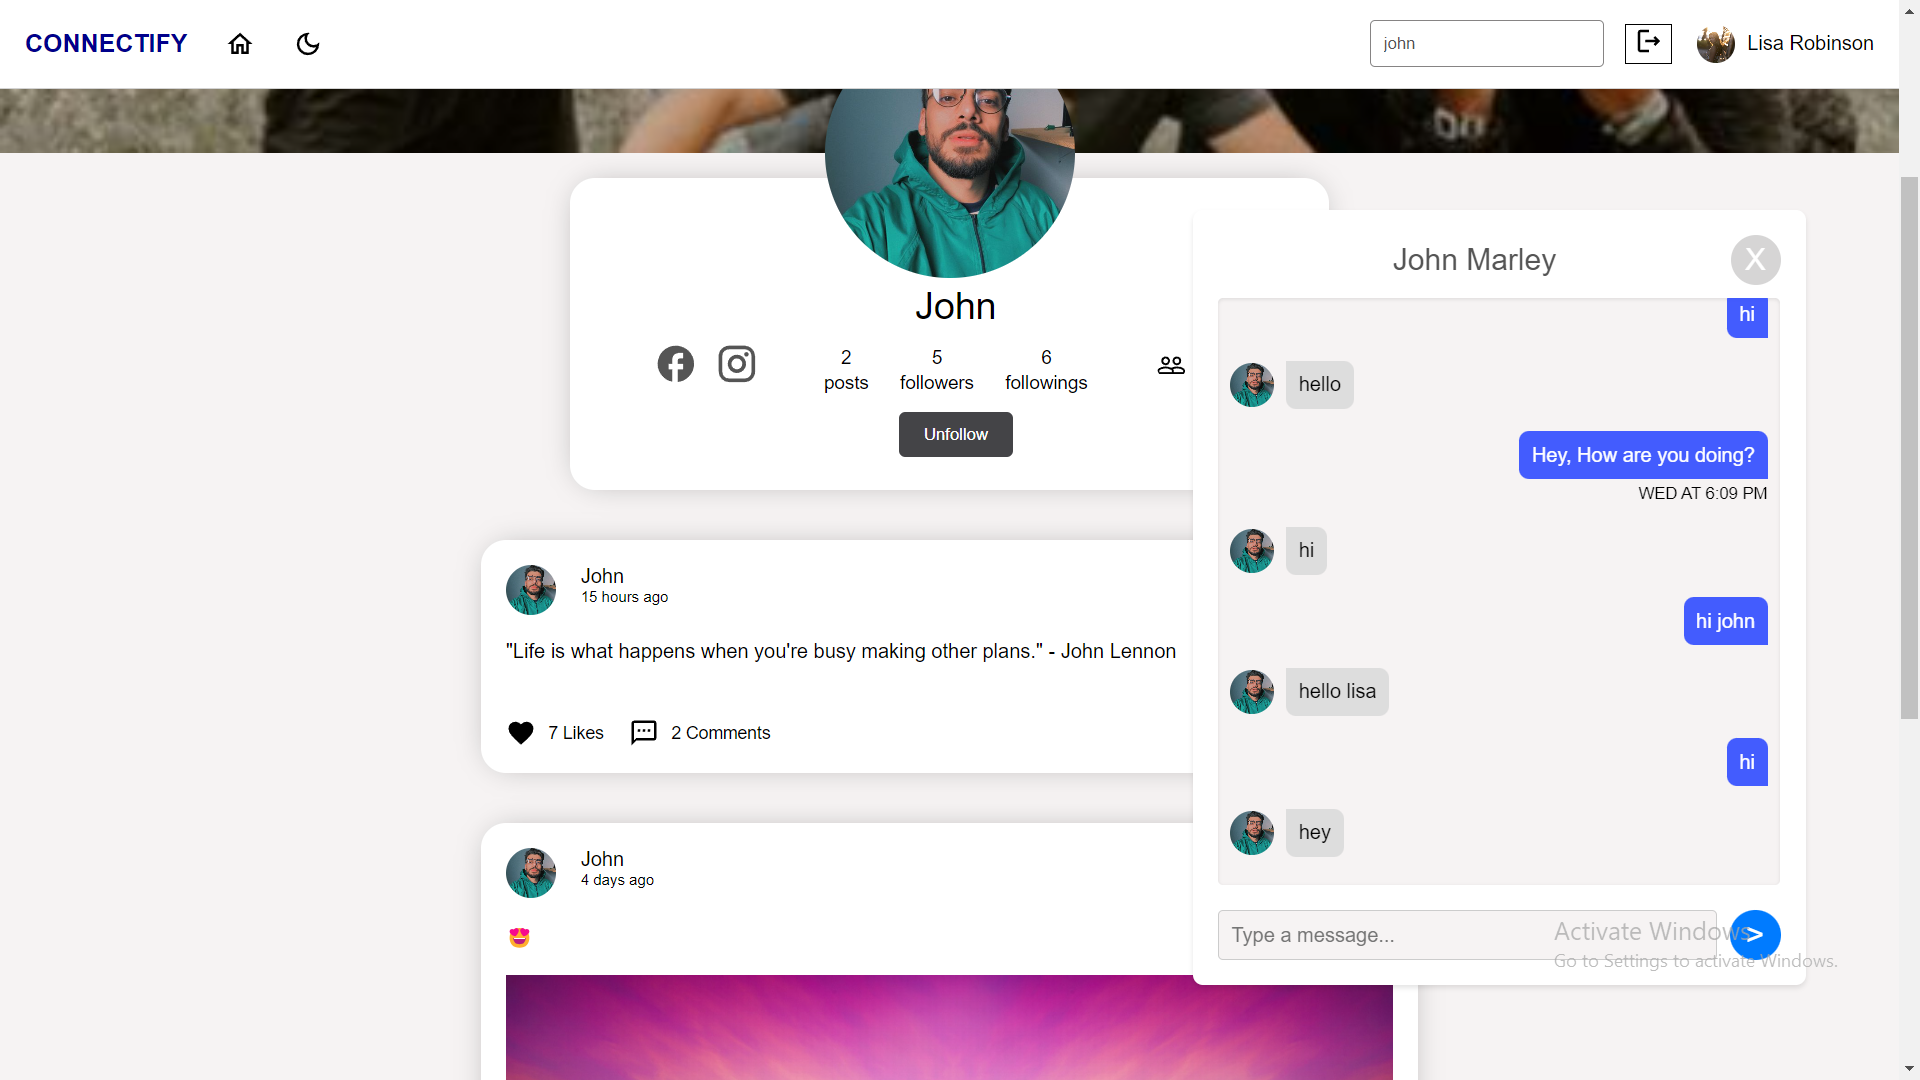 CONNECTIFY
john
Lisa Robinson
John
2
posts
5
followers
6
followings
Unfollow
John
15 hours ago
"Life is what happens when you're busy making other plans." - John Lennon
7 Likes
2 Comments
John
4 days ago
John Marley
X
hi
hello
Hey, How are you doing?
WED AT 6:09 PM
hi
hi john
hello lisa
hi
hey
Type a message...
>
Activate Windows
Go to Settings to activate Windows.